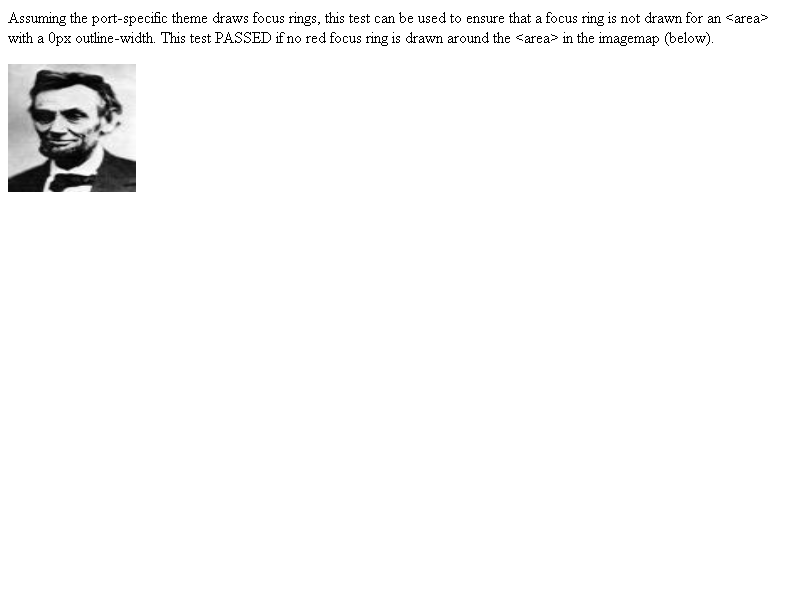 Assuming the port-specific theme draws focus rings, this test can be used to ensure that a focus ring is not drawn for an <area>
with a 0px outline-width. This test PASSED if no red focus ring is drawn around the <area> in the imagemap (below).